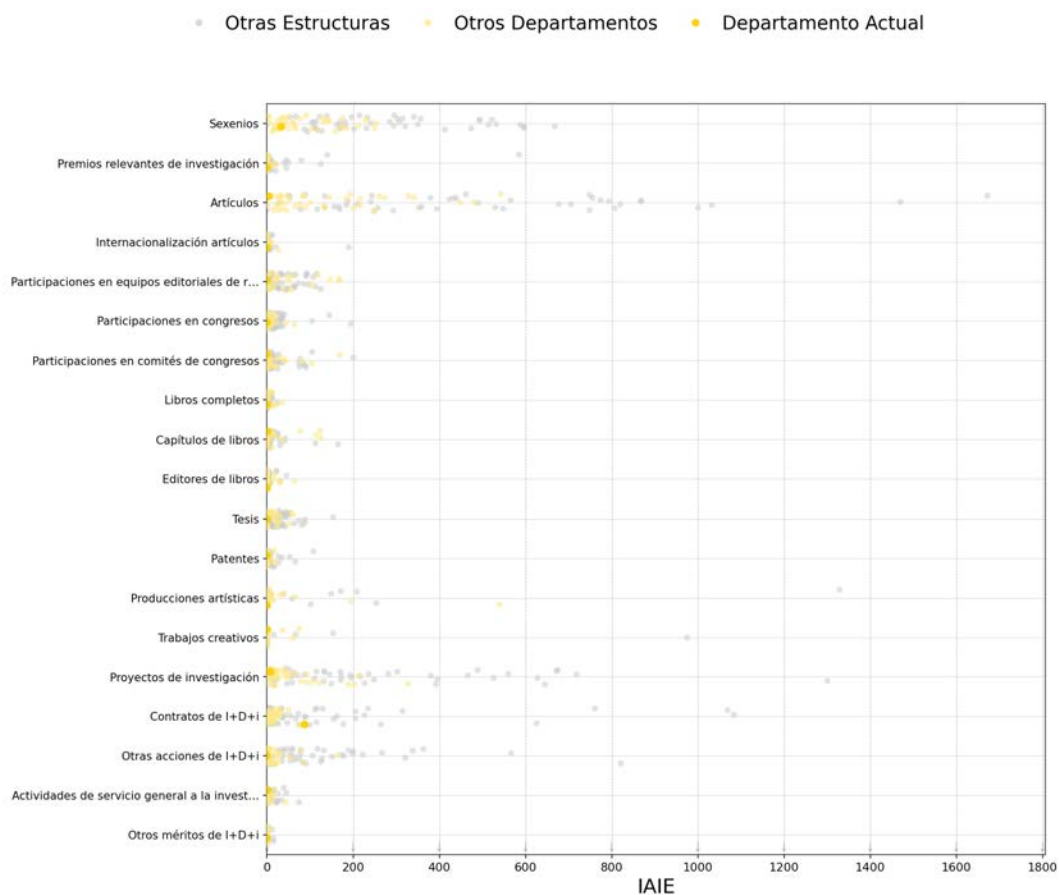 Otras Estructuras Otros Departamentos Departamento Actual
Sexenios
Premios relevantes de investigación
Artículos
Internacionalización artículos
Participaciones en equipos editoriales de r...
Participaciones en congresos
Participaciones en comités de congresos
Libros completos
Capítulos de libros
Editores de libros
Tesis
Patentes
Producciones artísticas
Trabajos creativos
Proyectos de investigación
Contratos de I+D+i
Otras acciones de I+D+i
Actividades de servicio general a la invest...
Otros méritos de I+D+i
0 200 400 600 800 1000 1200 1400 1600 1800
IAIE